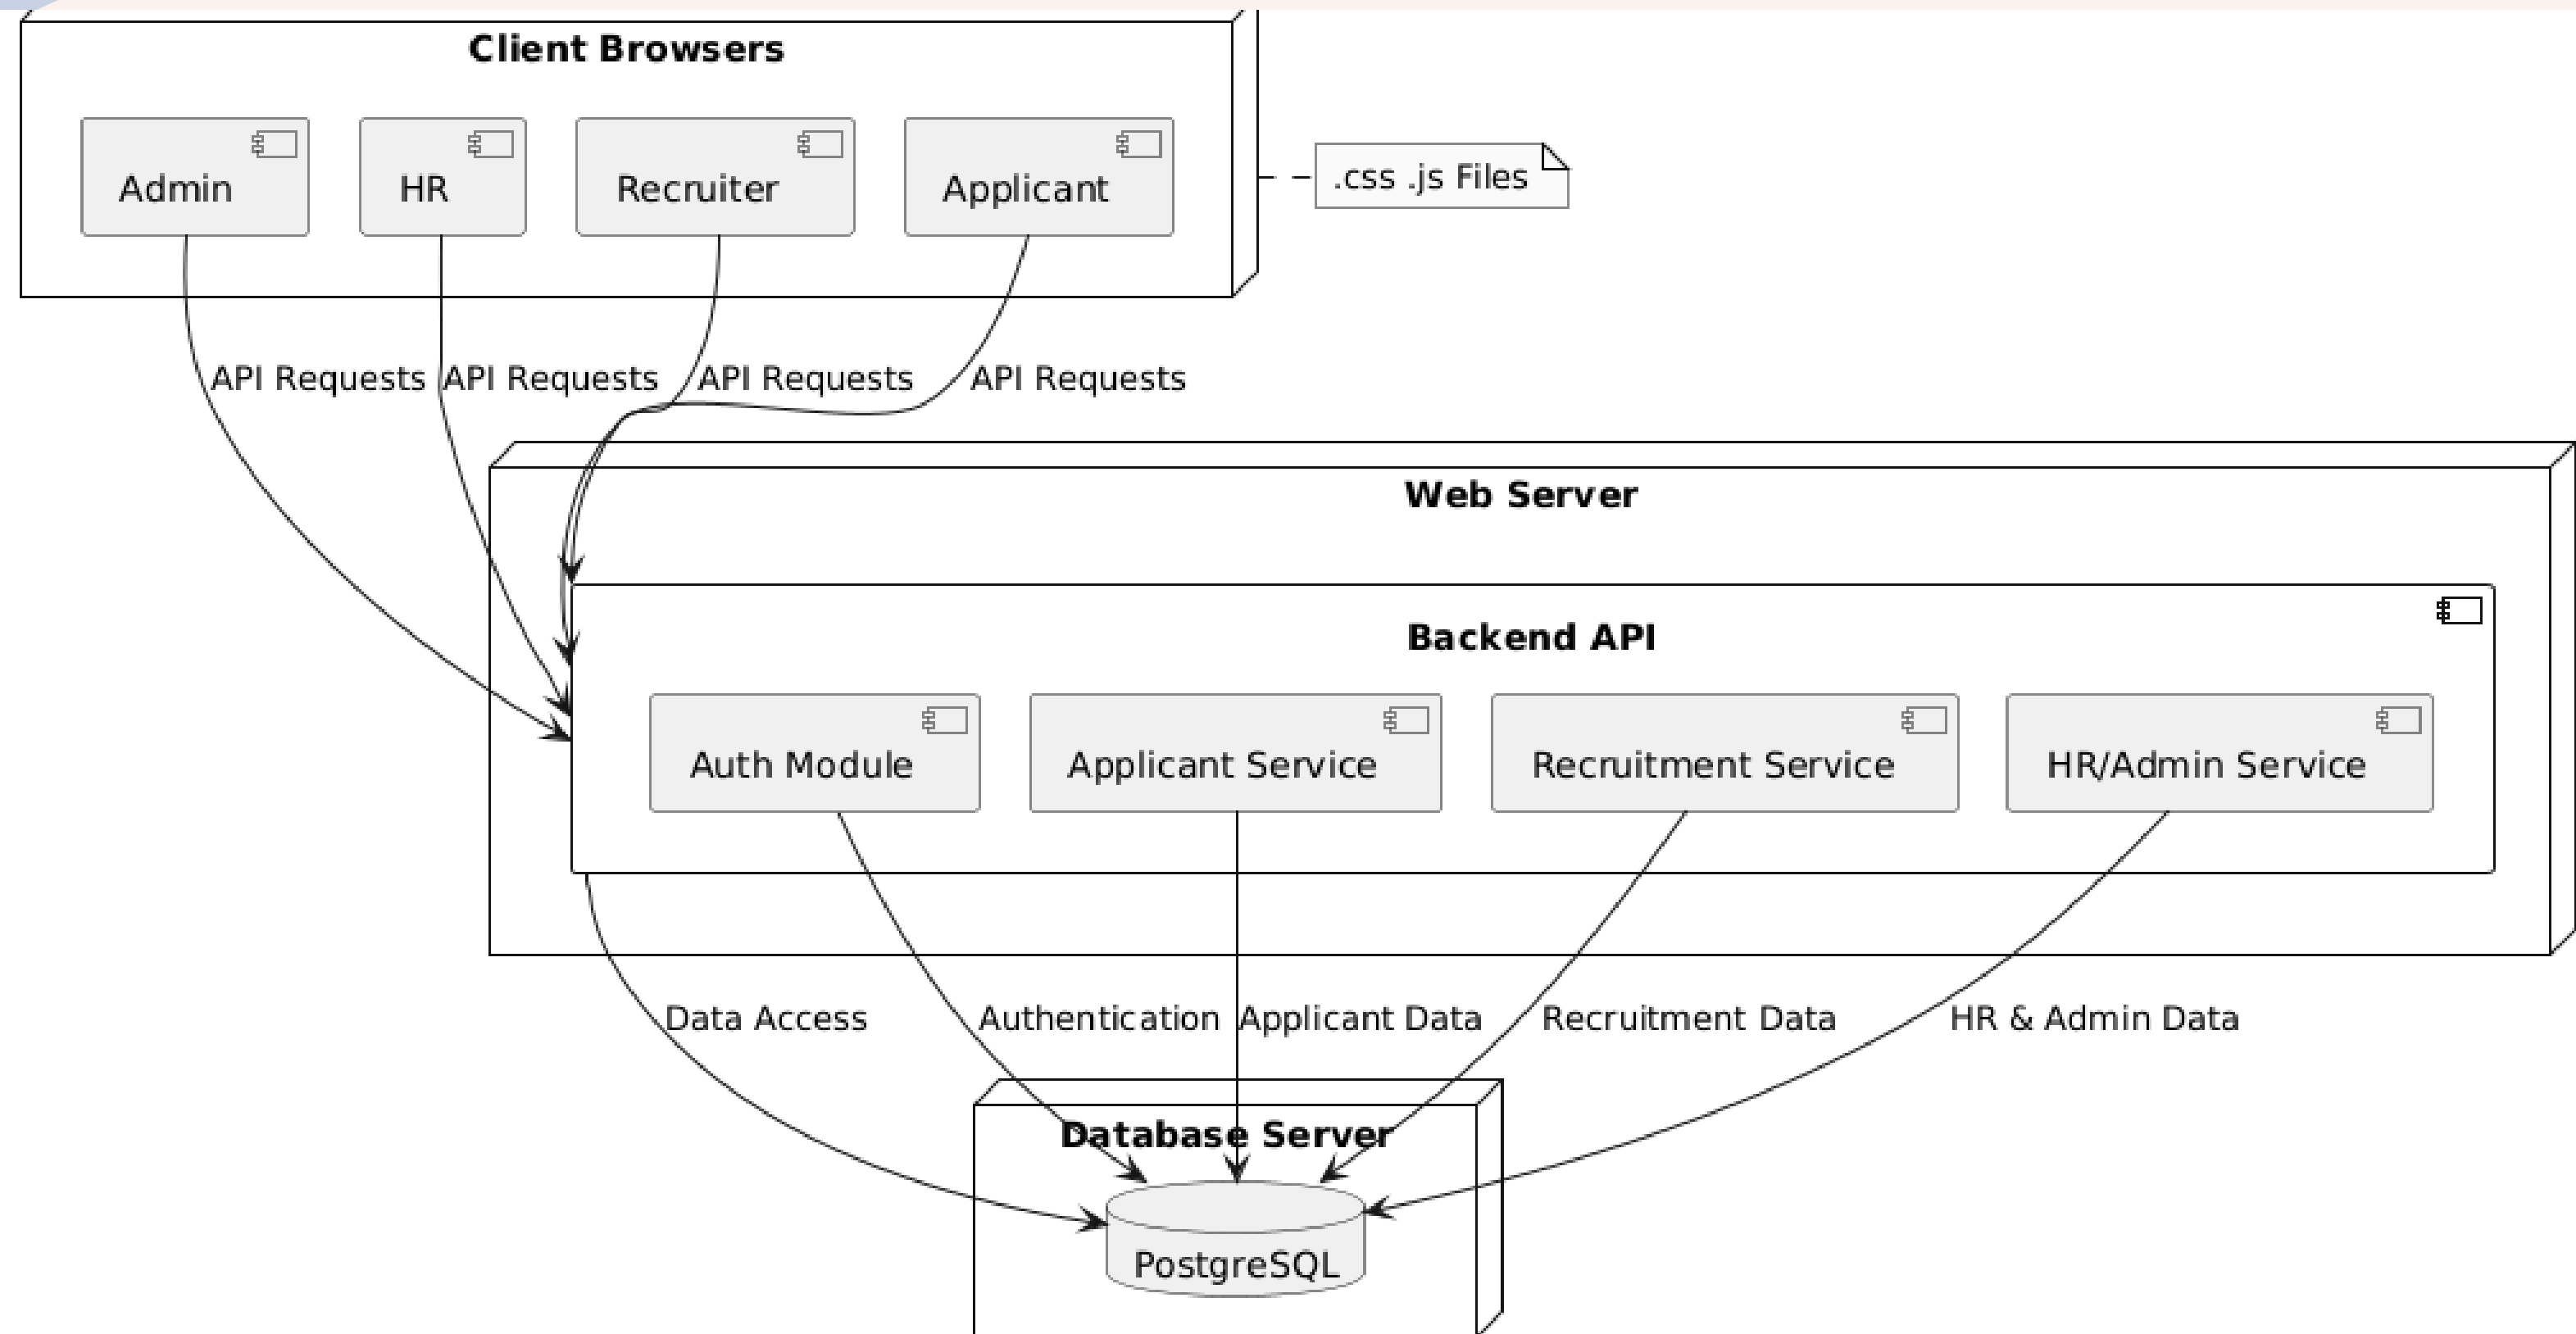 Client Browsers
Admin
HR
Recruiter
Applicant
.css .js Files
API Requests
API Requests
API Requests
API Requests
Web Server
Backend API
Auth Module
Applicant Service
Recruitment Service
HR/Admin Service
Data Access
Authentication
Applicant Data
Recruitment Data
HR & Admin Data
Database Server
PostgreSQL